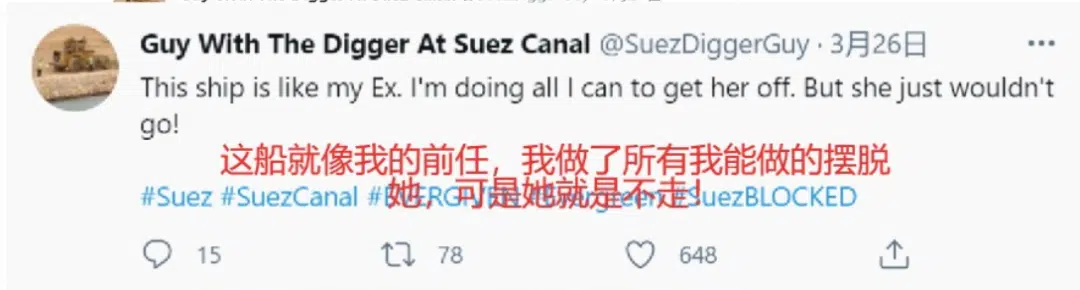 Guy With The Digger At Suez Canal @SuezDiggerGuy · 3月26日
This ship is like my Ex. I'm doing all I can to get her off. But she just wouldn't
go!
这船就像我的前任，我做了所有我能做的摆脱
她，可是她就是不走！
#Suez #SuezCanal #EVERGIVEN #Evergreen #SuezBLOCKED
15 78 648